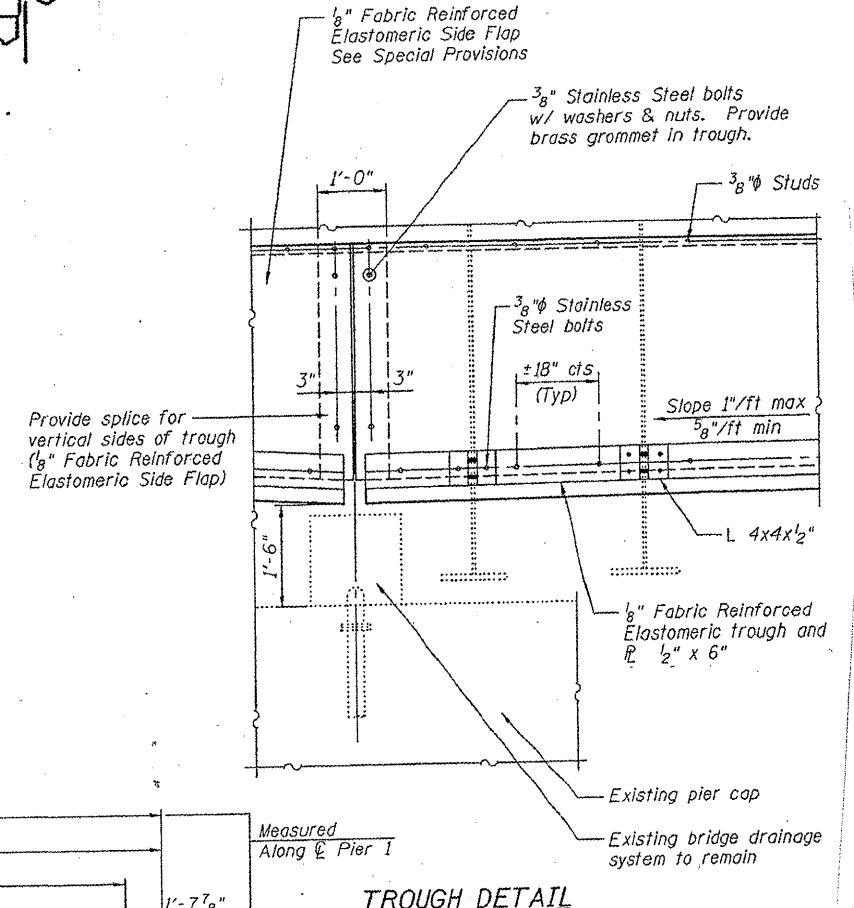 1/8" Fabric Reinforced
Elastomeric Side Flap
See Special Provisions
3/8" Stainless Steel bolts
w/ washers & nuts. Provide
brass grommet in trough.
1'-0"
3/8"ϕ Studs
3/8"ϕ Stainless
Steel bolts
3"
3"
±18" cts
(Typ)
Slope 1"/ft max
5/8"/ft min
Provide splice for
vertical sides of trough
(1/8" Fabric Reinforced
Elastomeric Side Flap)
L 4x4x1/2"
1'-6"
1/8" Fabric Reinforced
Elastomeric trough and
℄ 1/2" x 6"
Existing pier cap
Existing bridge drainage
system to remain
Measured
Along ℄ Pier 1
1'-7 7/8"
TROUGH DETAIL